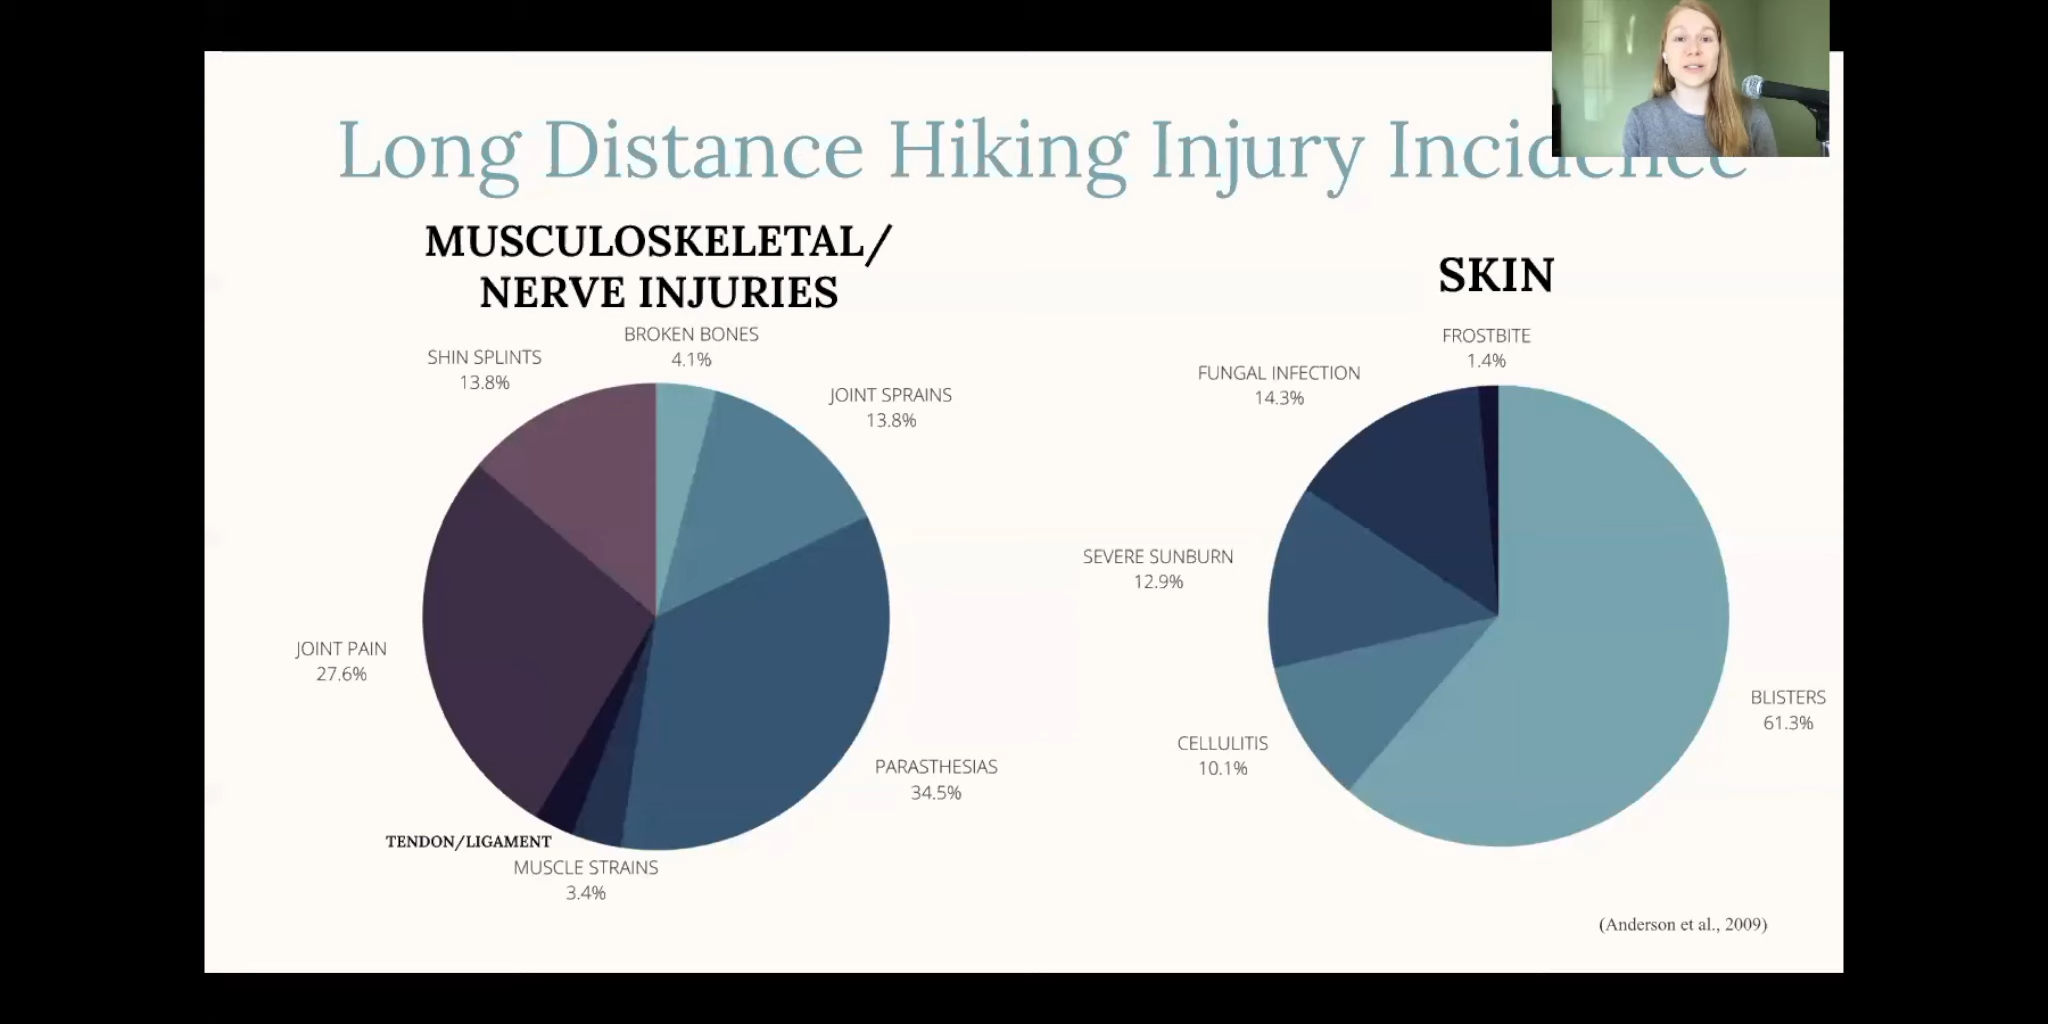 Long Distance Hiking Injury Incidence
MUSCULOSKELETAL/
NERVE INJURIES
BROKEN BONES
4.1%
SHIN SPLINTS
13.8%
JOINT SPRAINS
13.8%
JOINT PAIN
27.6%
PARASTHESIAS
34.5%
TENDON/LIGAMENT
MUSCLE STRAINS
3.4%
SKIN
FROSTBITE
1.4%
FUNGAL INFECTION
14.3%
SEVERE SUNBURN
12.9%
CELLULITIS
10.1%
BLISTERS
61.3%
(Anderson et al., 2009)